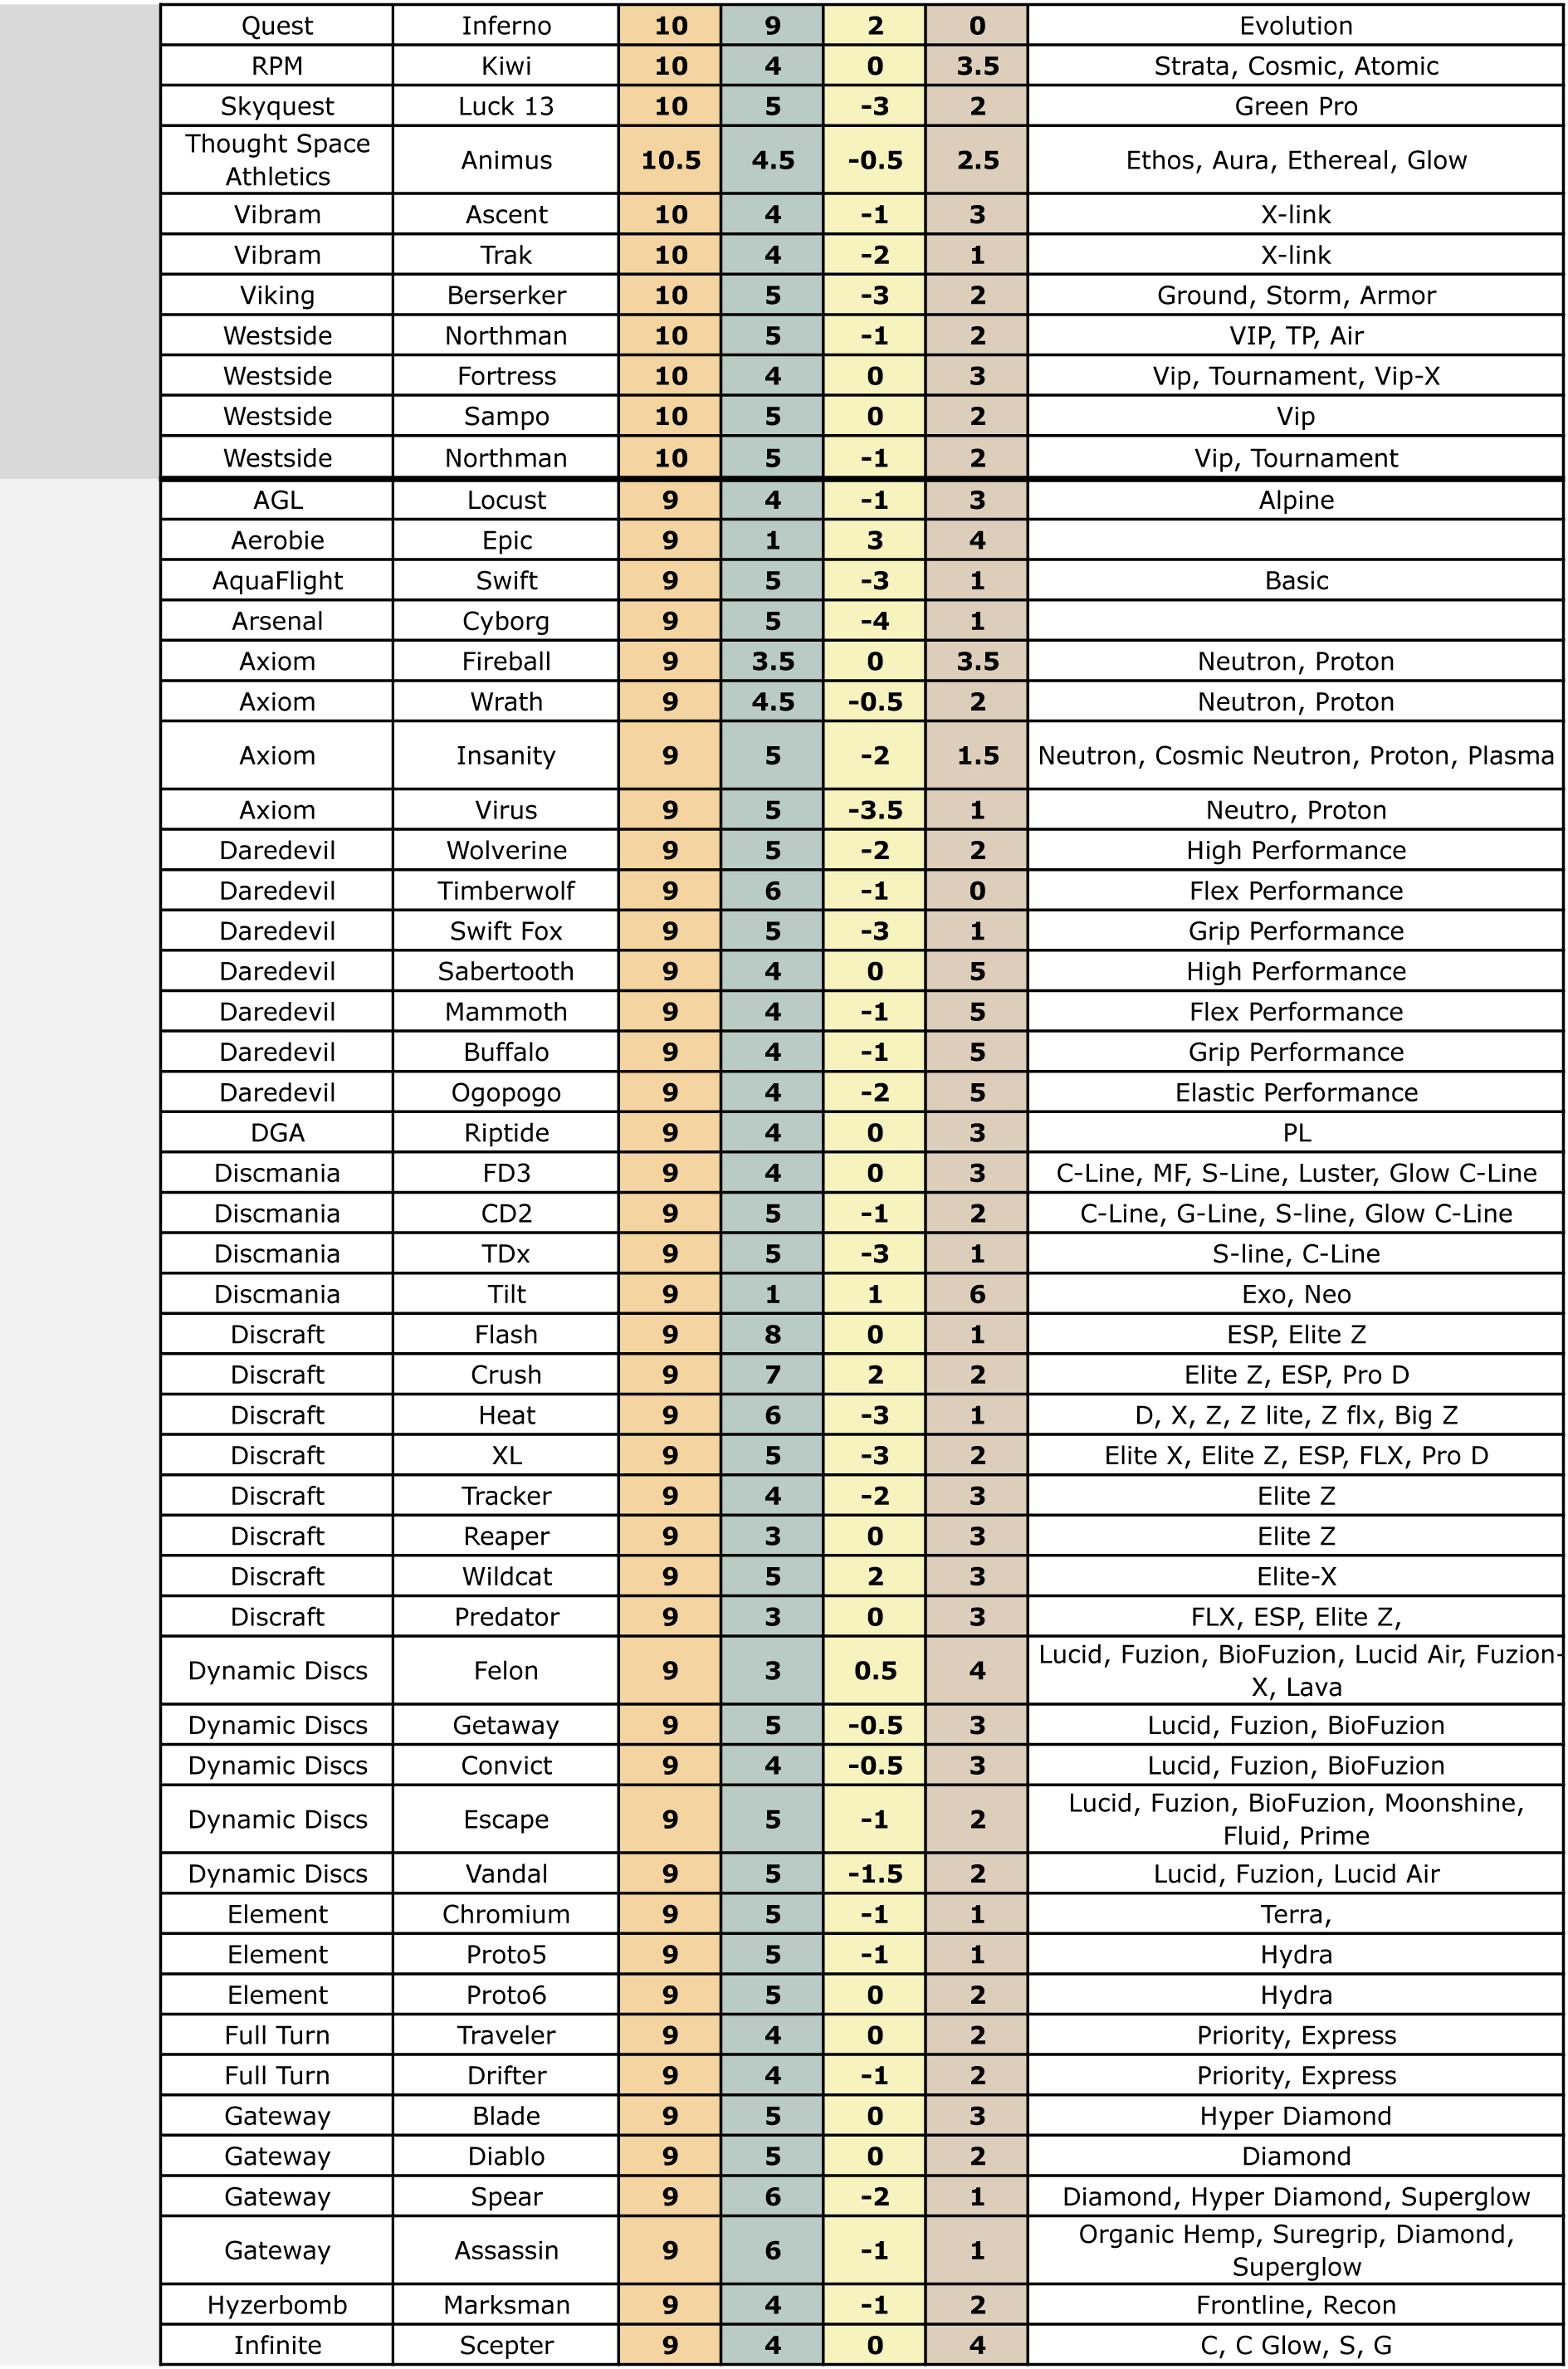 Quest Inferno 10 9 2 0 Evolution
RPM Kiwi 10 4 0 3.5 Strata, Cosmic, Atomic
Skyquest Luck 13 10 5 -3 2 Green Pro
Thought Space
Athletics Animus 10.5 4.5 -0.5 2.5 Ethos, Aura, Ethereal, Glow
Vibram Ascent 10 4 -1 3 X-link
Vibram Trak 10 4 -2 1 X-link
Viking Berserker 10 5 -3 2 Ground, Storm, Armor
Westside Northman 10 5 -1 2 VIP, TP, Air
Westside Fortress 10 4 0 3 Vip, Tournament, Vip-X
Westside Sampo 10 5 0 2 Vip
Westside Northman 10 5 -1 2 Vip, Tournament
AGL Locust 9 4 -1 3 Alpine
Aerobie Epic 9 1 3 4
AquaFlight Swift 9 5 -3 1 Basic
Arsenal Cyborg 9 5 -4 1
Axiom Fireball 9 3.5 0 3.5 Neutron, Proton
Axiom Wrath 9 4.5 -0.5 2 Neutron, Proton
Axiom Insanity 9 5 -2 1.5 Neutron, Cosmic Neutron, Proton, Plasma
Axiom Virus 9 5 -3.5 1 Neutro, Proton
Daredevil Wolverine 9 5 -2 2 High Performance
Daredevil Timberwolf 9 6 -1 0 Flex Performance
Daredevil Swift Fox 9 5 -3 1 Grip Performance
Daredevil Sabertooth 9 4 0 5 High Performance
Daredevil Mammoth 9 4 -1 5 Flex Performance
Daredevil Buffalo 9 4 -1 5 Grip Performance
Daredevil Ogopogo 9 4 -2 5 Elastic Performance
DGA Riptide 9 4 0 3 PL
Discmania FD3 9 4 0 3 C-Line, MF, S-Line, Luster, Glow C-Line
Discmania CD2 9 5 -1 2 C-Line, G-Line, S-line, Glow C-Line
Discmania TDx 9 5 -3 1 S-line, C-Line
Discmania Tilt 9 1 1 6 Exo, Neo
Discraft Flash 9 8 0 1 ESP, Elite Z
Discraft Crush 9 7 2 2 Elite Z, ESP, Pro D
Discraft Heat 9 6 -3 1 D, X, Z, Z lite, Z flx, Big Z
Discraft XL 9 5 -3 2 Elite X, Elite Z, ESP, FLX, Pro D
Discraft Tracker 9 4 -2 3 Elite Z
Discraft Reaper 9 3 0 3 Elite Z
Discraft Wildcat 9 5 2 3 Elite-X
Discraft Predator 9 3 0 3 FLX, ESP, Elite Z,
Dynamic Discs Felon 9 3 0.5 4 Lucid, Fuzion, BioFuzion, Lucid Air, Fuzion-
X, Lava
Dynamic Discs Getaway 9 5 -0.5 3 Lucid, Fuzion, BioFuzion
Dynamic Discs Convict 9 4 -0.5 3 Lucid, Fuzion, BioFuzion
Dynamic Discs Escape 9 5 -1 2 Lucid, Fuzion, BioFuzion, Moonshine,
Fluid, Prime
Dynamic Discs Vandal 9 5 -1.5 2 Lucid, Fuzion, Lucid Air
Element Chromium 9 5 -1 1 Terra,
Element Proto5 9 5 -1 1 Hydra
Element Proto6 9 5 0 2 Hydra
Full Turn Traveler 9 4 0 2 Priority, Express
Full Turn Drifter 9 4 -1 2 Priority, Express
Gateway Blade 9 5 0 3 Hyper Diamond
Gateway Diablo 9 5 0 2 Diamond
Gateway Spear 9 6 -2 1 Diamond, Hyper Diamond, Superglow
Gateway Assassin 9 6 -1 1 Organic Hemp, Suregrip, Diamond,
Superglow
Hyzerbomb Marksman 9 4 -1 2 Frontline, Recon
Infinite Scepter 9 4 0 4 C, C Glow, S, G